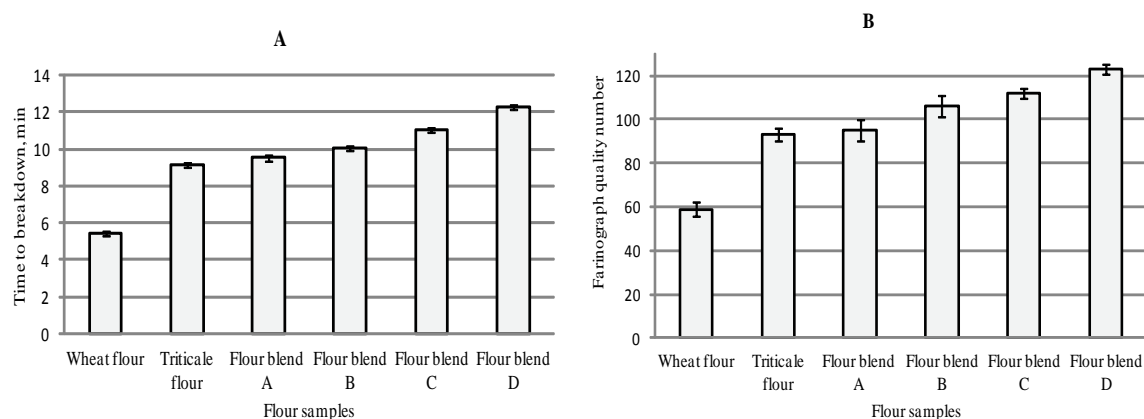 A
Time to breakdown, min
14
12
10
8
6
4
2
0
Wheat flour
Triticale
flour
Flour blend
A
Flour blend
B
Flour blend
C
Flour blend
D
Flour samples
B
Farinograph quality number
120
100
80
60
40
20
0
Wheat flour
Triticale
flour
Flour blend
A
Flour blend
B
Flour blend
C
Flour blend
D
Flour samples